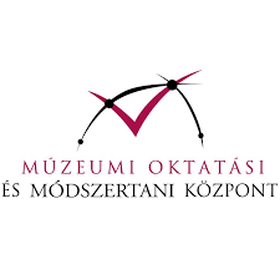 MÚZEUMI OKTATÁSI
ÉS MÓDSZERTANI KÖZPONT